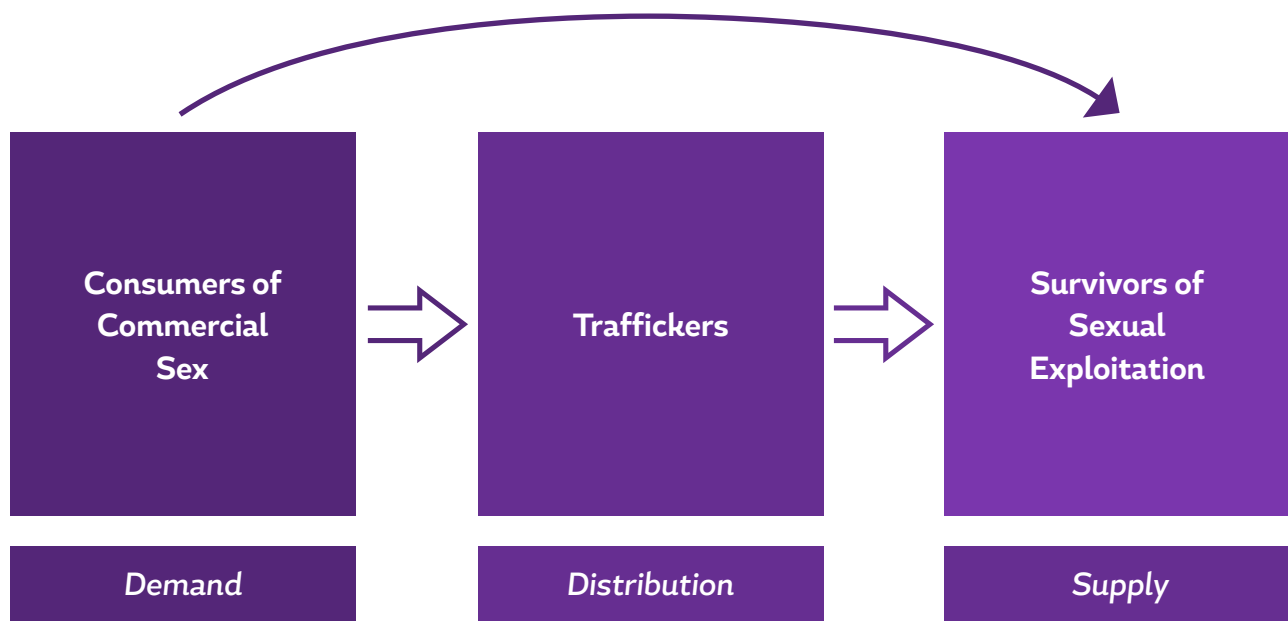 Consumers of
Commercial
Sex
Traffickers
Survivors of
Sexual
Exploitation
Demand
Distribution
Supply